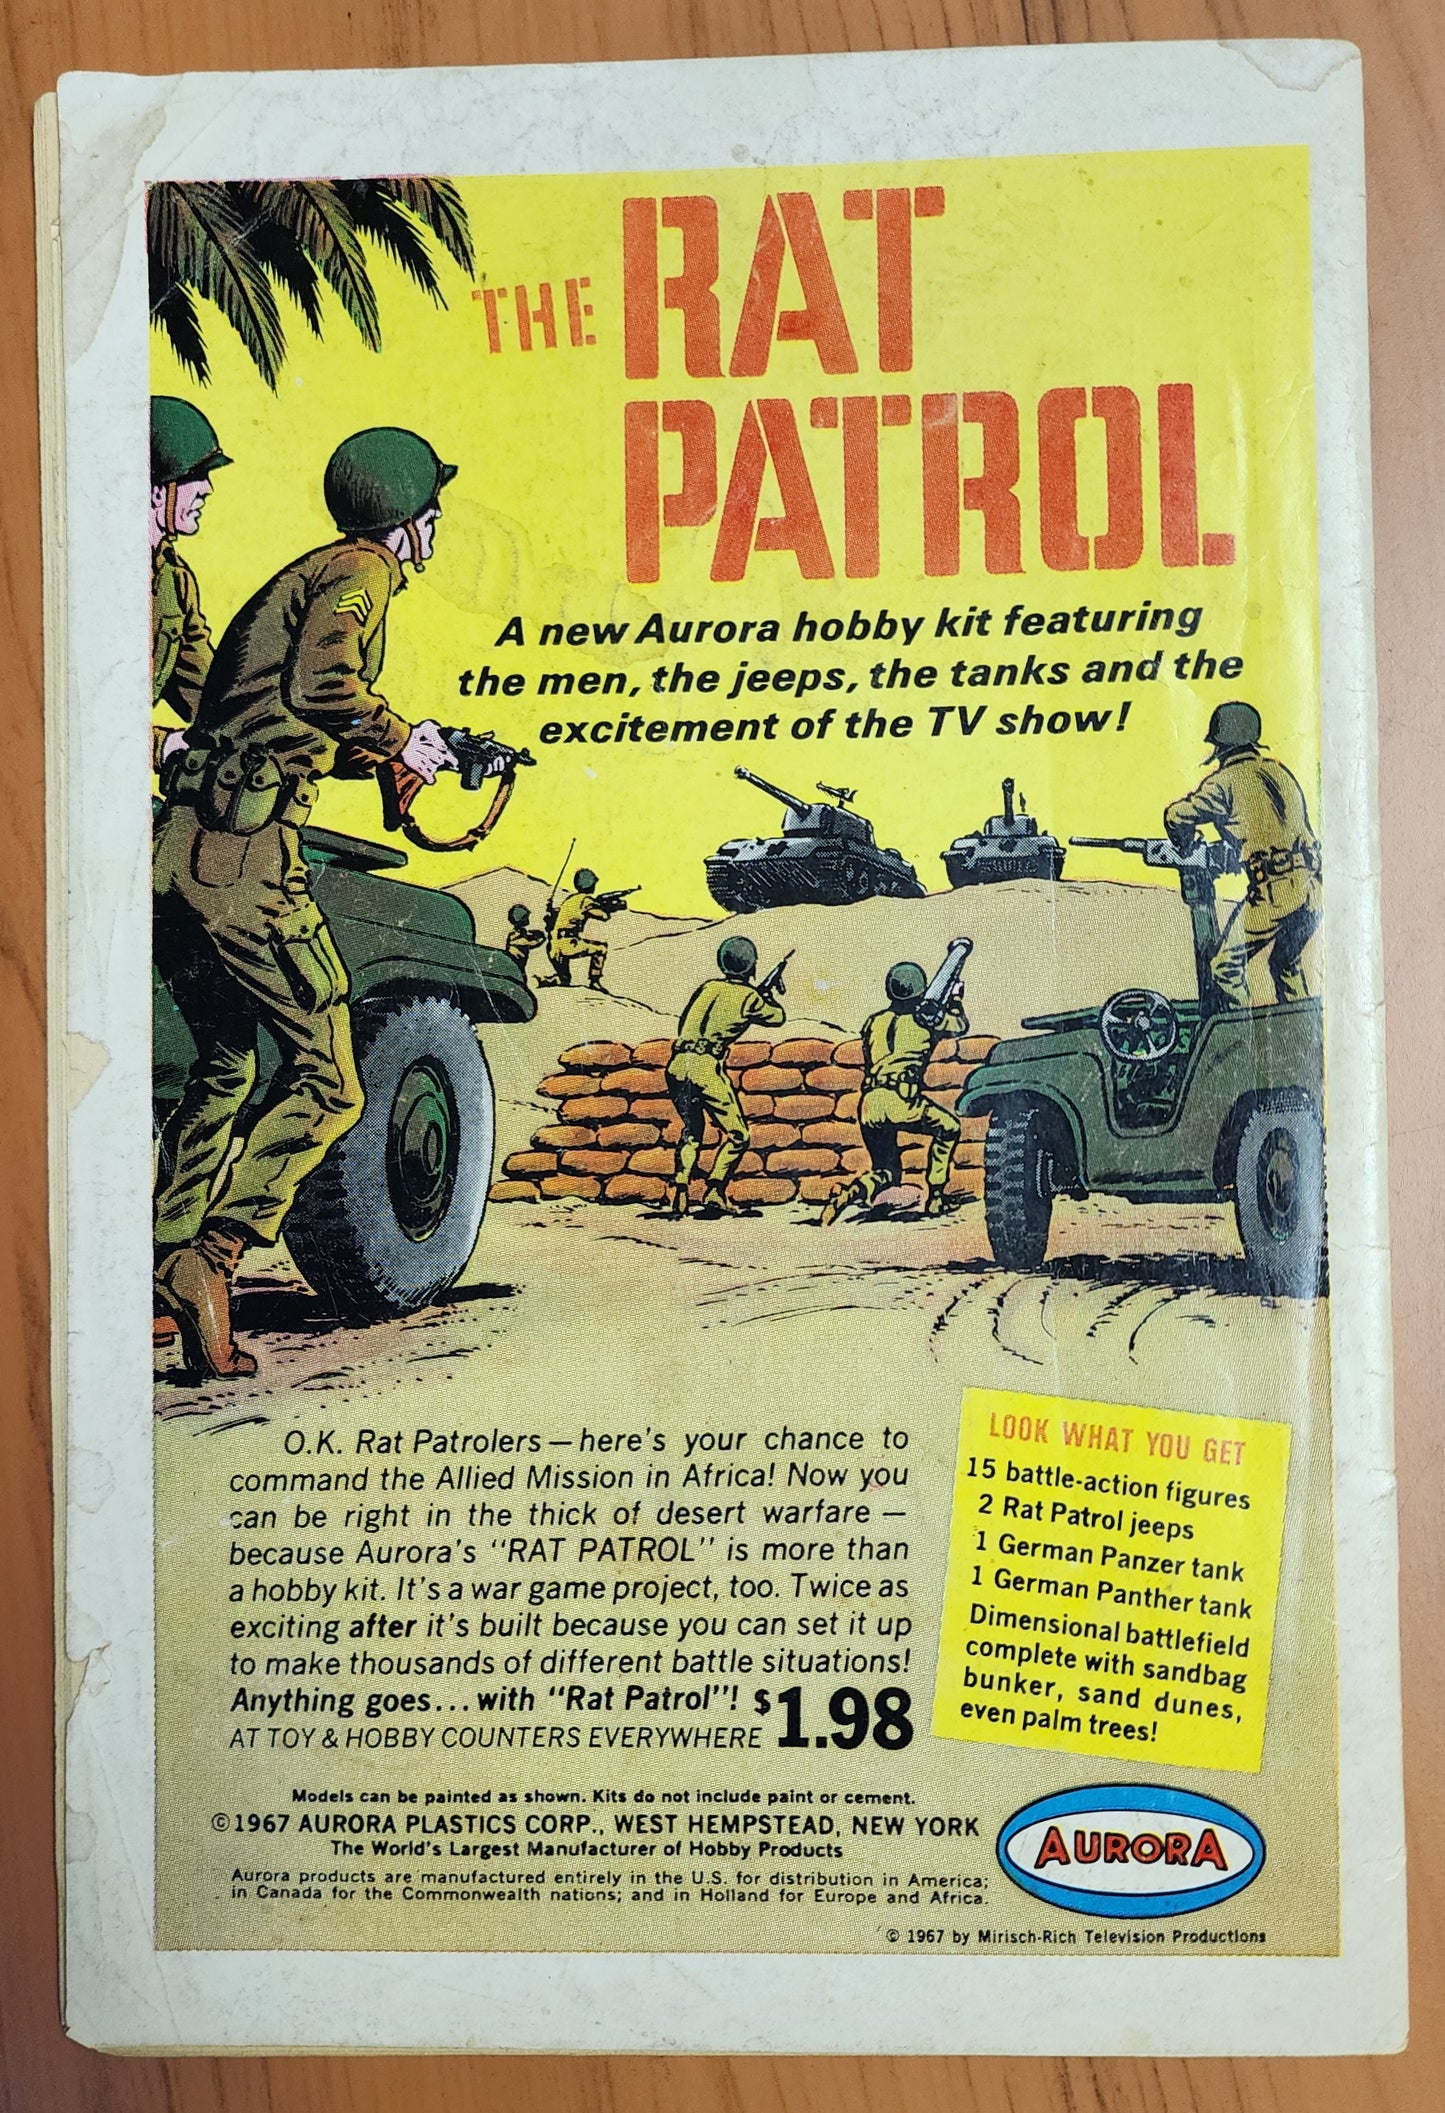 THE RAT
PATROL
A new Aurora hobby kit featuring
the men, the jeeps, the tanks and the
excitement of the TV show!
O.K. Rat Patrolers—here's your chance to
command the Allied Mission in Africa! Now you
can be right in the thick of desert warfare—
because Aurora's "RAT PATROL" is more than
a hobby kit. It's a war game project, too. Twice as
exciting after it's built because you can set it up
to make thousands of different battle situations!
Anything goes...with "Rat Patrol"! $1.98
AT TOY & HOBBY COUNTERS EVERYWHERE
LOOK WHAT YOU GET
15 battle-action figures
2 Rat Patrol jeeps
1 German Panzer tank
1 German Panther tank
Dimensional battlefield
complete with sandbag
bunker, sand dunes,
even palm trees!
Models can be painted as shown. Kits do not include paint or cement.
©1967 AURORA PLASTICS CORP., WEST HEMPSTEAD, NEW YORK
The World's Largest Manufacturer of Hobby Products
Aurora products are manufactured entirely in the U.S. for distribution in America;
in Canada for the Commonwealth nations; and in Holland for Europe and Africa.
AURORA
© 1967 by Mirisch-Rich Television Productions